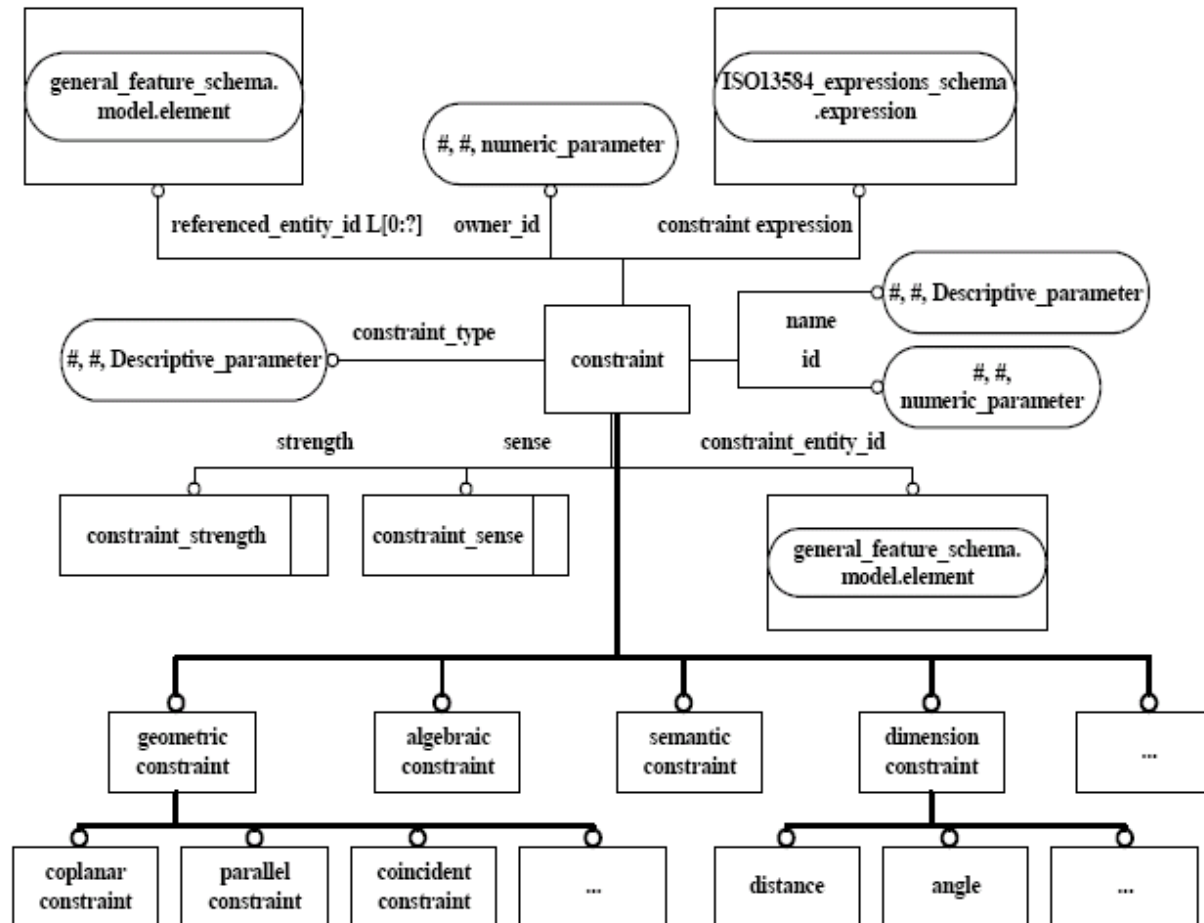 general_feature_schema.
model.element
ISO13584_expressions_schema
.expression
#, #, numeric_parameter
referenced_entity_id L[0:?]
owner_id
constraint expression
#, #, Descriptive_parameter
name
constraint_type
#, #, Descriptive_parameter
constraint
id
#, #,
numeric_parameter
strength
sense
constraint_entity_id
constraint_strength
constraint_sense
general_feature_schema.
model.element
geometric
constraint
algebraic
constraint
semantic
constraint
dimension
constraint
...
coplanar
constraint
parallel
constraint
coincident
constraint
...
distance
angle
...